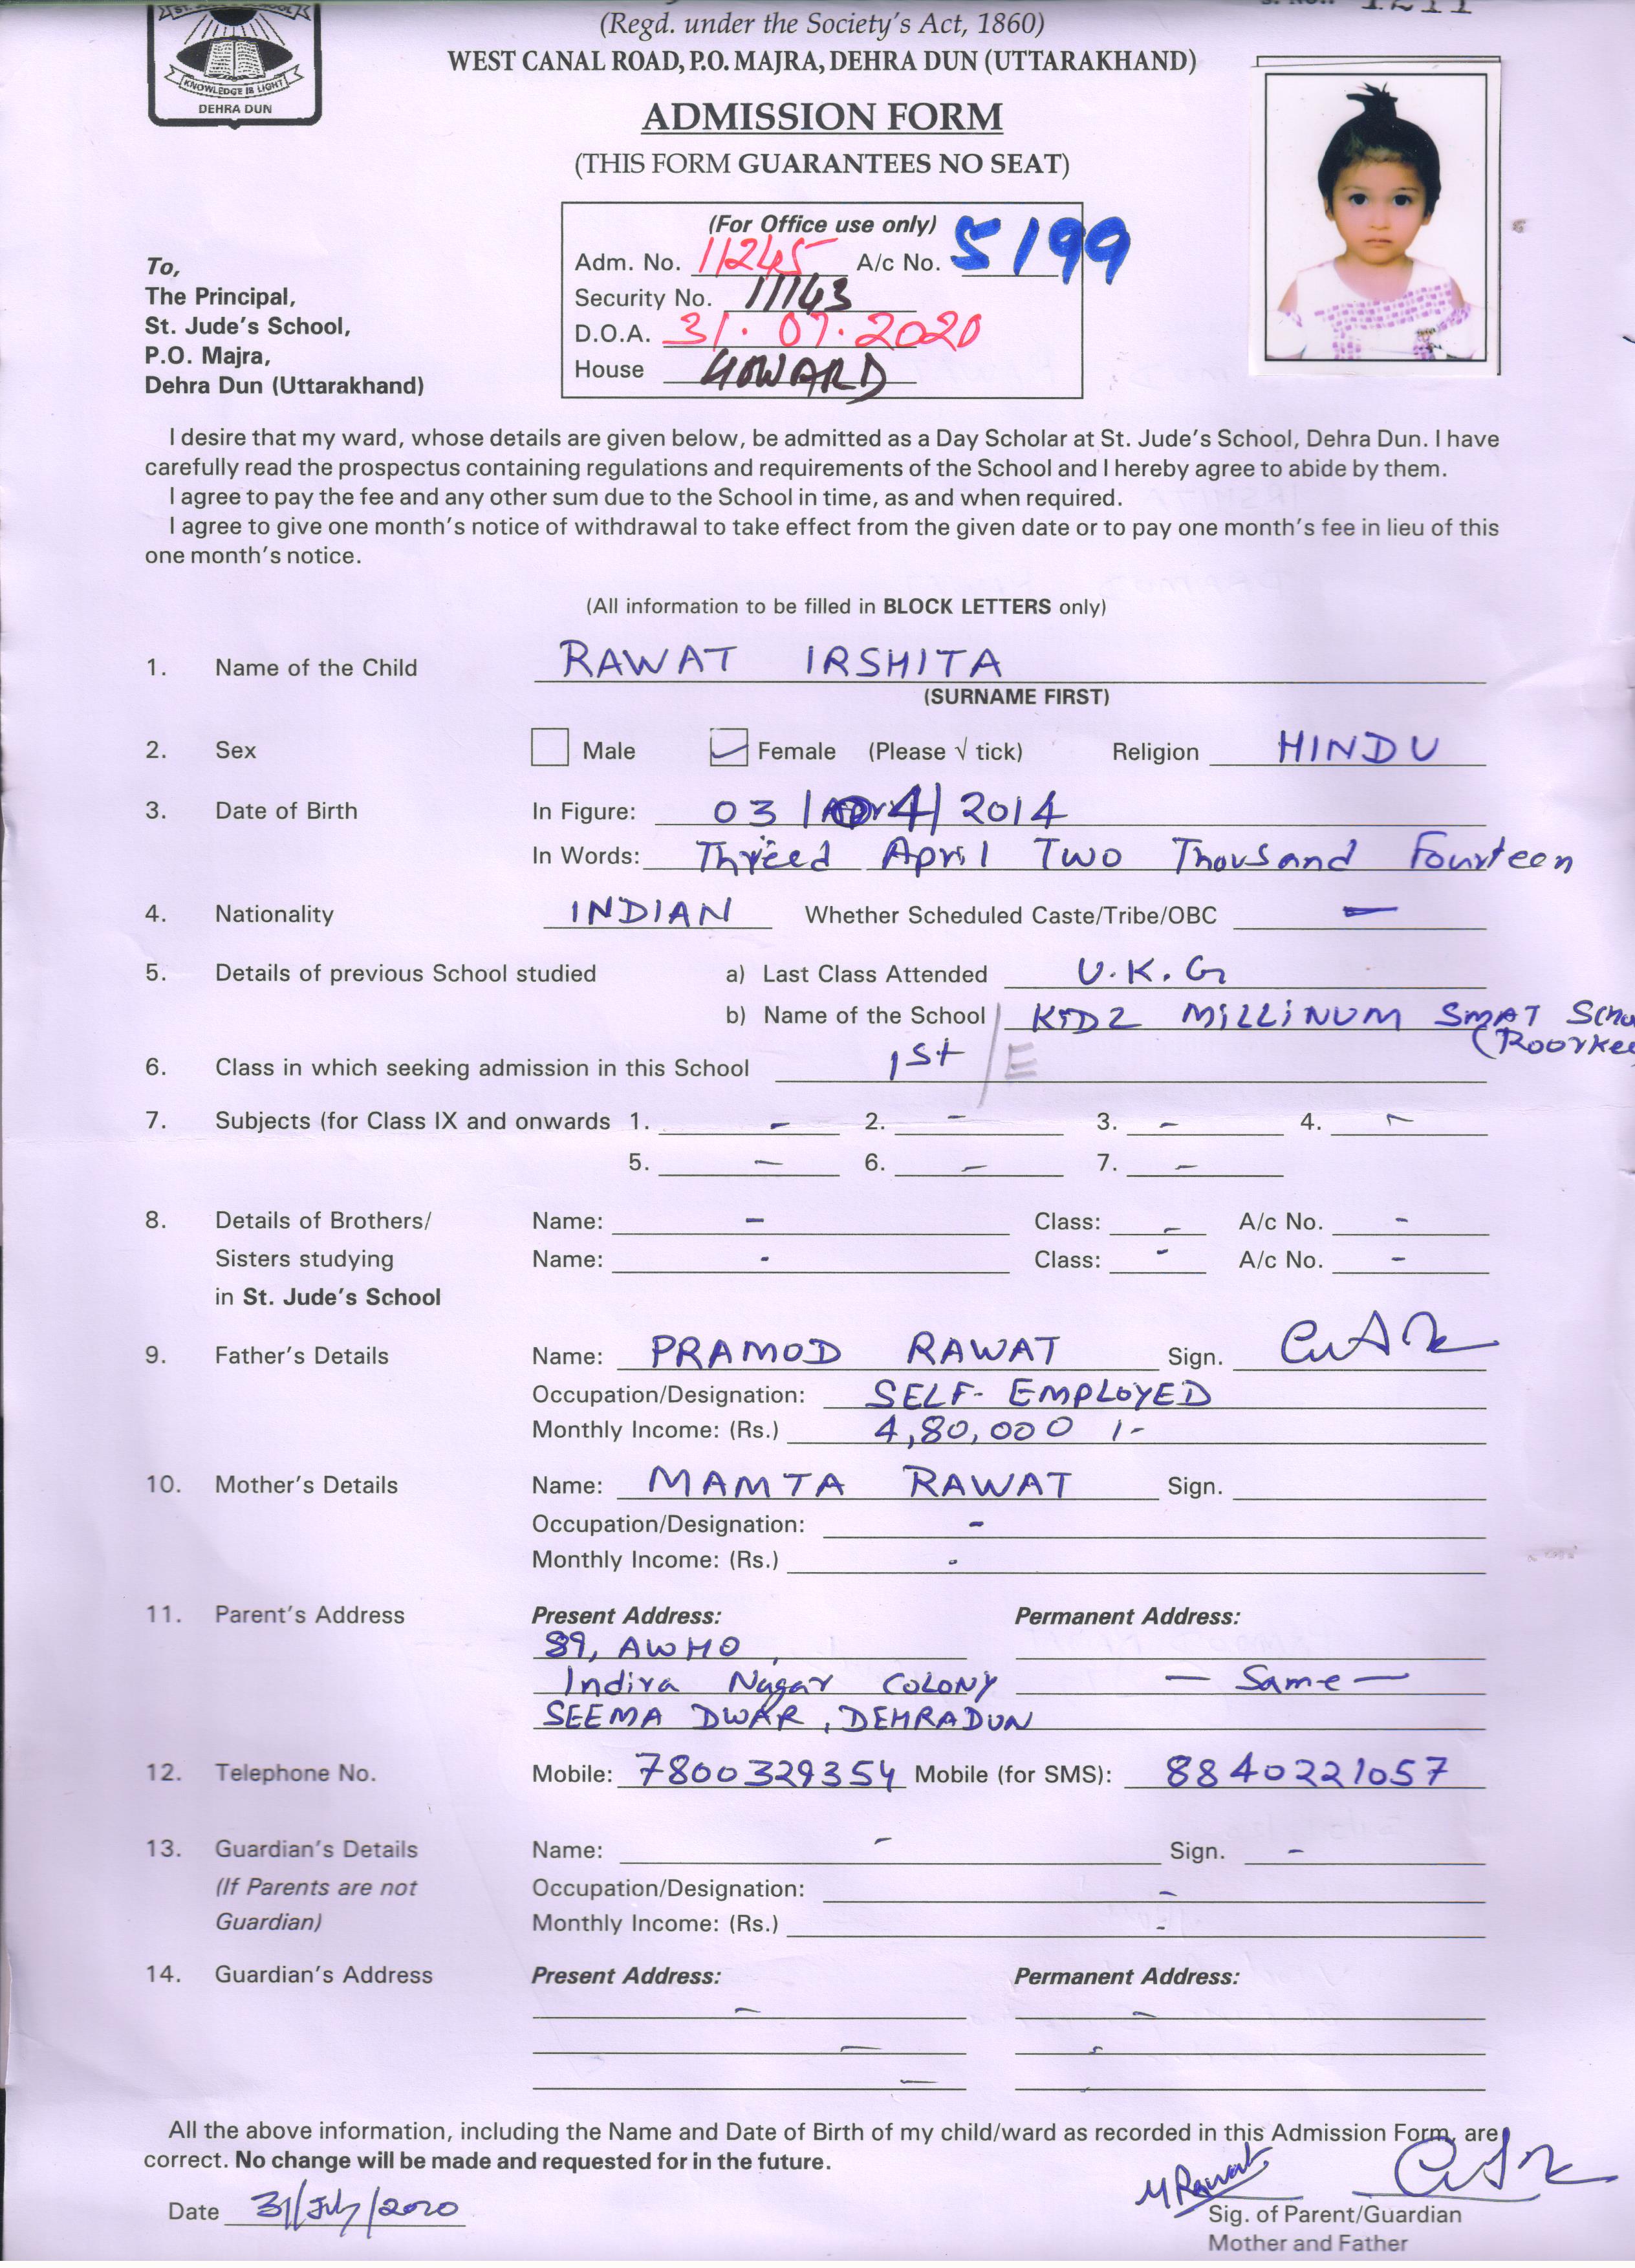 ST. JUDE'S SCHOOL
KNOWLEDGE IS LIGHT
DEHRA DUN
(Regd. under the Society's Act, 1860)
WEST CANAL ROAD, P.O. MAJRA, DEHRA DUN (UTTARAKHAND)
ADMISSION FORM
(THIS FORM GUARANTEES NO SEAT)
(For Office use only)
Adm. No. 11245 A/c No. 5199
Security No. 11143
D.O.A. 31.07.2020
House HOWARD
To,
The Principal,
St. Jude's School,
P.O. Majra,
Dehra Dun (Uttarakhand)
I desire that my ward, whose details are given below, be admitted as a Day Scholar at St. Jude's School, Dehra Dun. I have
carefully read the prospectus containing regulations and requirements of the School and I hereby agree to abide by them.
I agree to pay the fee and any other sum due to the School in time, as and when required.
I agree to give one month's notice of withdrawal to take effect from the given date or to pay one month's fee in lieu of this
one month's notice.
(All information to be filled in BLOCK LETTERS only)
1. Name of the Child RAWAT IRSHITA
(SURNAME FIRST)
2. Sex Male Female (Please √ tick) Religion HINDU
3. Date of Birth In Figure: 03 / 4 / 2014
In Words: Threed April Two Thousand Fourteen
4. Nationality INDIAN Whether Scheduled Caste/Tribe/OBC —
5. Details of previous School studied a) Last Class Attended U.K.G
b) Name of the School KIDZ MILLINUM SMAT Scho
(Roorkee
6. Class in which seeking admission in this School 1st / E
7. Subjects (for Class IX and onwards 1. - 2. - 3. - 4. -
5. - 6. - 7. -
8. Details of Brothers/ Name: - Class: - A/c No. -
Sisters studying Name: - Class: - A/c No. -
in St. Jude's School
9. Father's Details Name: PRAMOD RAWAT Sign.
Occupation/Designation: SELF-EMPLOYED
Monthly Income: (Rs.) 4,80,000 /-
10. Mother's Details Name: MAMTA RAWAT Sign.
Occupation/Designation: -
Monthly Income: (Rs.) -
11. Parent's Address Present Address: Permanent Address:
89, AWHO,
Indira Nagar COLONY — Same —
SEEMA DWAR, DEHRADUN
12. Telephone No. Mobile: 7800329354 Mobile (for SMS): 8840221057
13. Guardian's Details Name: - Sign. -
(If Parents are not Occupation/Designation: -
Guardian) Monthly Income: (Rs.) -
14. Guardian's Address Present Address: Permanent Address:
- -
- -
-
All the above information, including the Name and Date of Birth of my child/ward as recorded in this Admission Form, are
correct. No change will be made and requested for in the future.
MRawat
Date 31/July/2020
Sig. of Parent/Guardian
Mother and Father